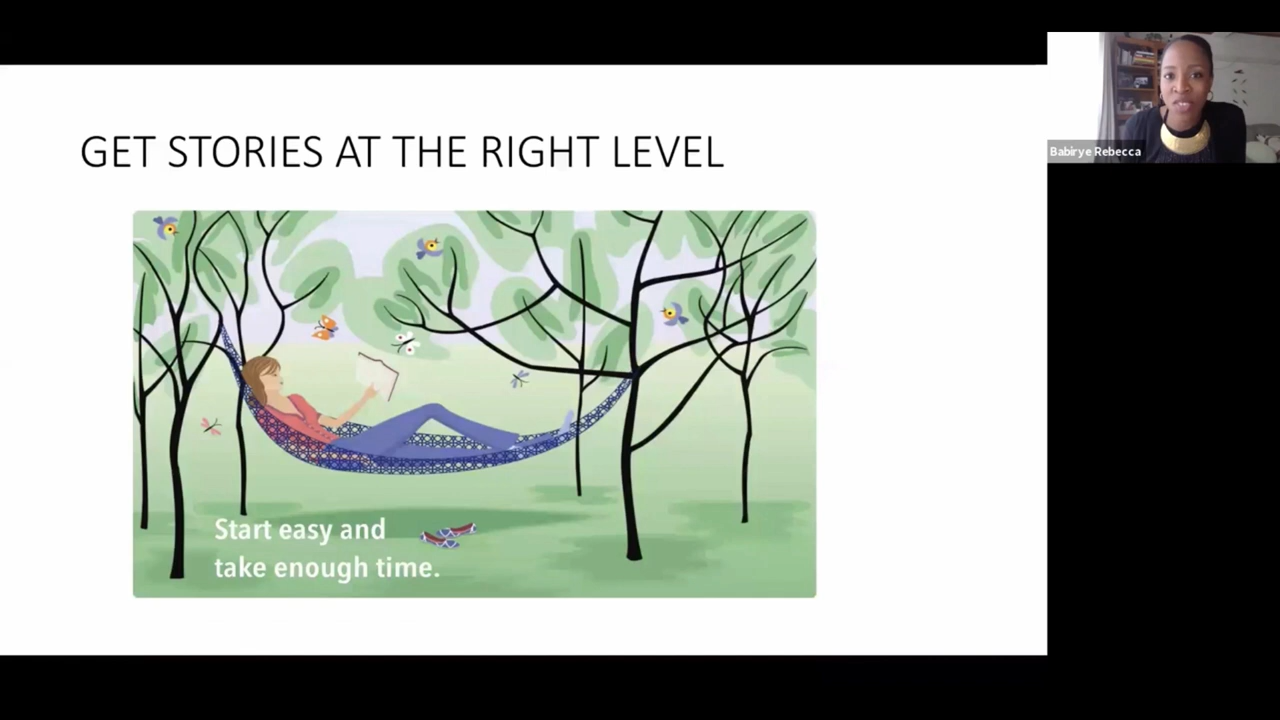 GET STORIES AT THE RIGHT LEVEL
Start easy and
take enough time.
Babirye Rebecca